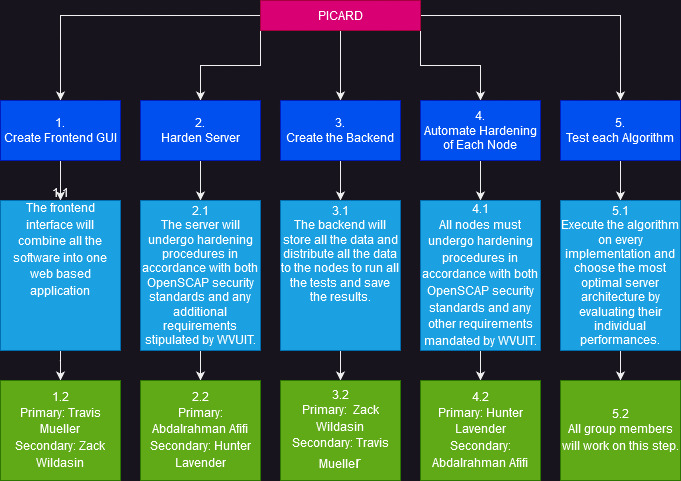 PICARD
1.
Create Frontend GUI
2.
Harden Server
3.
Create the Backend
4.
Automate Hardening
of Each Node
5.
Test each Algorithm
1.1
The frontend
interface will
combine all the
software into one
web based
application
2.1
The server will
undergo hardening
procedures in
accordance with both
OpenSCAP security
standards and any
additional
requirements
stipulated by WVUIT.
3.1
The backend will
store all the data and
distribute all the data
to the nodes to run all
the tests and save
the results.
4.1
All nodes must
undergo hardening
procedures in
accordance with both
OpenSCAP security
standards and any
other requirements
mandated by WVUIT.
5.1
Execute the algorithm
on every
implementation and
choose the most
optimal server
architecture by
evaluating their
individual
performances.
1.2
Primary: Travis
Mueller
Secondary: Zack
Wildasin
2.2
Primary:
Abdalrahman Afifi
Secondary: Hunter
Lavender
3.2
Primary: Zack
Wildasin
Secondary: Travis
Mueller
4.2
Primary: Hunter
Lavender
Secondary:
Abdalrahman Afifi
5.2
All group members
will work on this step.